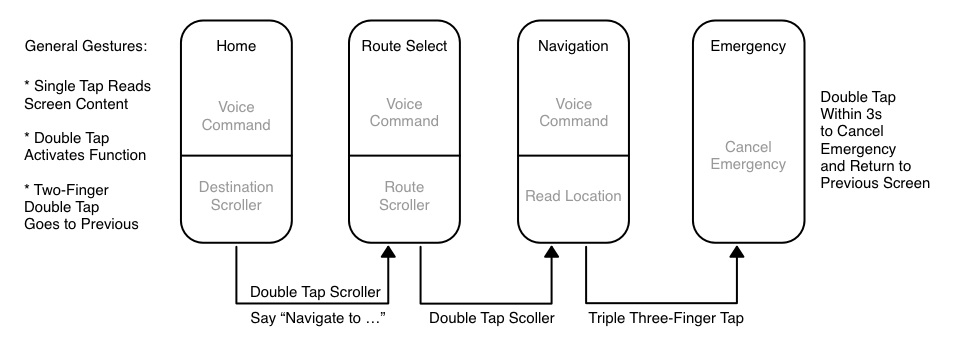 General Gestures:
* Single Tap Reads
Screen Content
* Double Tap
Activates Function
* Two-Finger
Double Tap
Goes to Previous
Home
Voice
Command
Destination
Scroller
Route Select
Voice
Command
Route
Scroller
Navigation
Voice
Command
Read Location
Emergency
Cancel
Emergency
Double Tap
Within 3s
to Cancel
Emergency
and Return to
Previous Screen
Double Tap Scroller
Say “Navigate to …”
Double Tap Scoller
Triple Three-Finger Tap